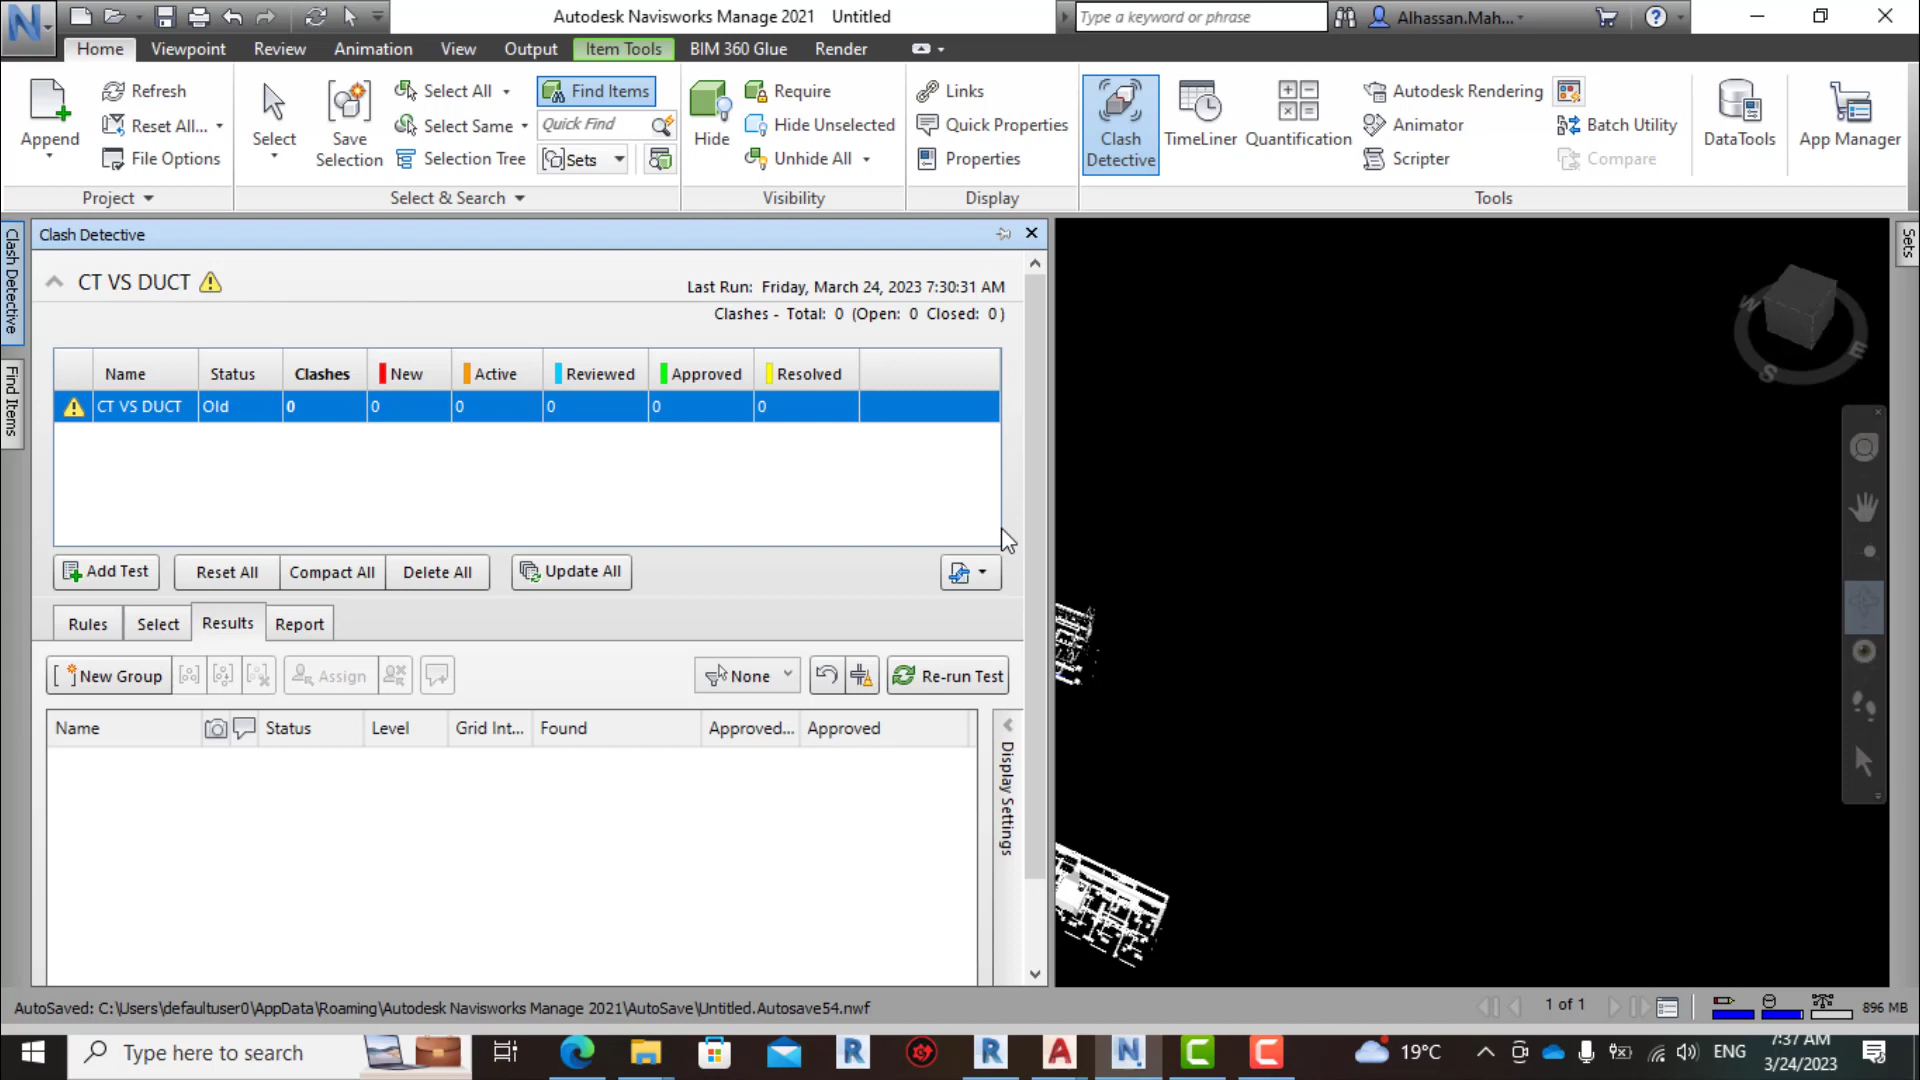 Autodesk Navisworks Manage 2021 Untitled
Type a keyword or phrase
Alhassan.Mah...
Home Viewpoint Review Animation View Output Item Tools BIM 360 Glue Render
Append
Refresh
Reset All...
File Options
Project
Select
Save Selection
Select All
Select Same
Selection Tree
Find Items
Quick Find
Sets
Select & Search
Hide
Require
Hide Unselected
Unhide All
Visibility
Links
Quick Properties
Properties
Display
Clash Detective
TimeLiner
Quantification
Autodesk Rendering
Animator
Scripter
Batch Utility
Compare
DataTools
App Manager
Tools
Clash Detective
Find Items
Sets
Clash Detective
CT VS DUCT
Last Run: Friday, March 24, 2023 7:30:31 AM
Clashes - Total: 0 (Open: 0 Closed: 0)
Name Status Clashes New Active Reviewed Approved Resolved
CT VS DUCT Old 0 0 0 0 0 0
Add Test Reset All Compact All Delete All Update All
Rules Select Results Report
New Group Assign None Re-run Test
Name Status Level Grid Int... Found Approved... Approved
Display Settings
W
S
E
AutoSaved: C:\Users\defaultuser0\AppData\Roaming\Autodesk Navisworks Manage 2021\AutoSave\Untitled.Autosave54.nwf
1 of 1
896 MB
Type here to search
19°C
ENG
7:37 AM
3/24/2023